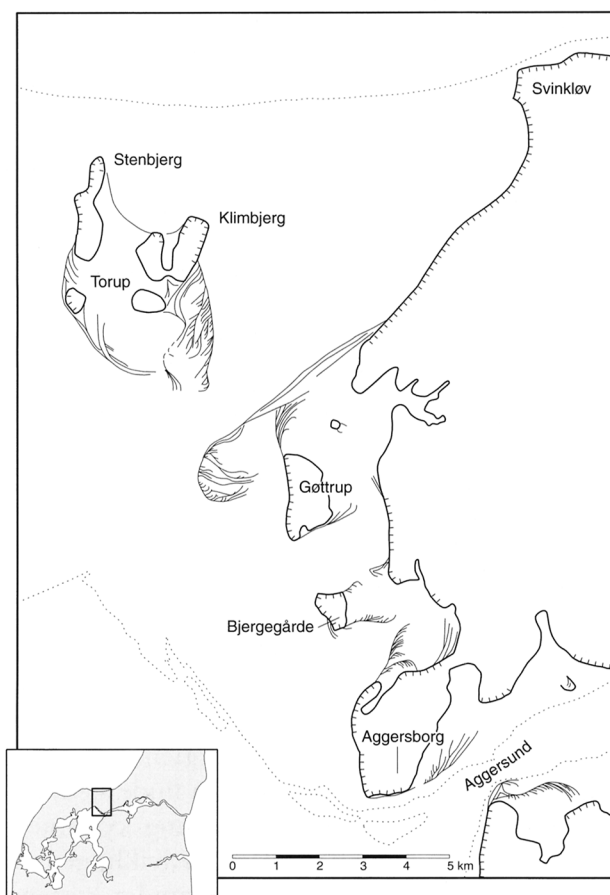 Svinkløv
Stenbjerg
Klimbjerg
Torup
Gøttrup
Bjergegårde
Aggersborg
Aggersund
0 1 2 3 4 5 km